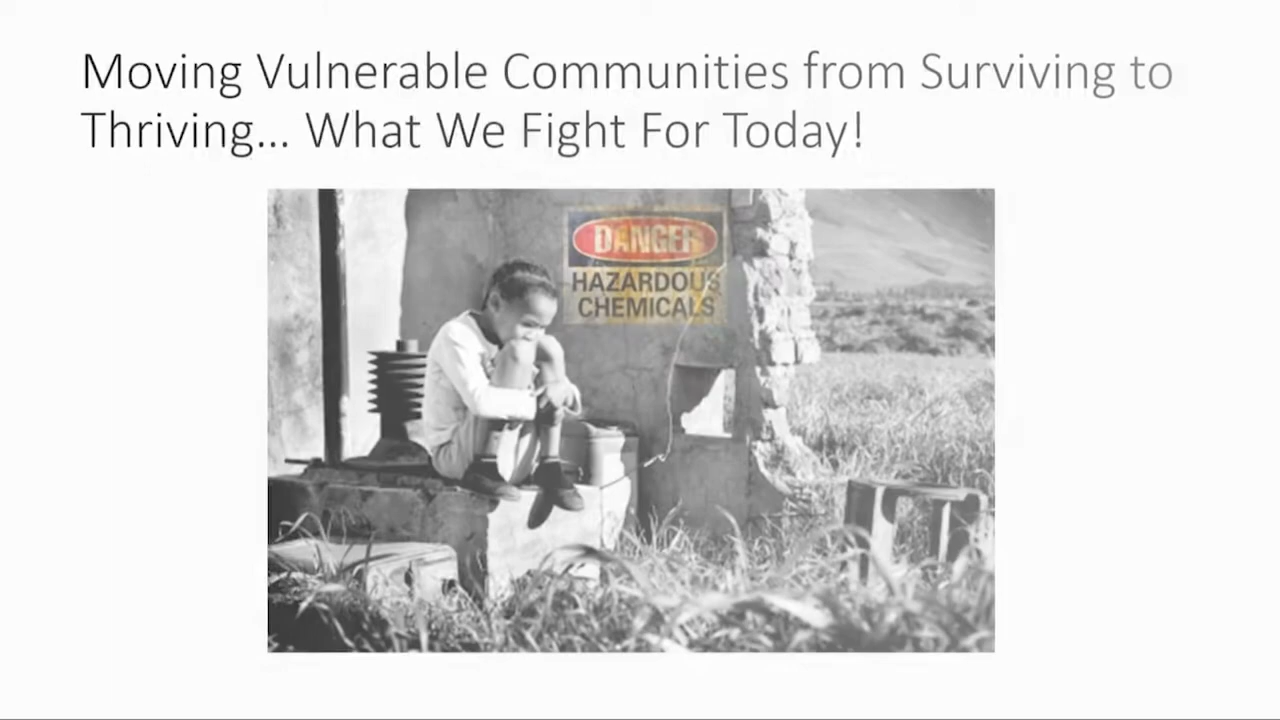 Moving Vulnerable Communities from Surviving to
Thriving... What We Fight For Today!
DANGER
HAZARDOUS
CHEMICALS